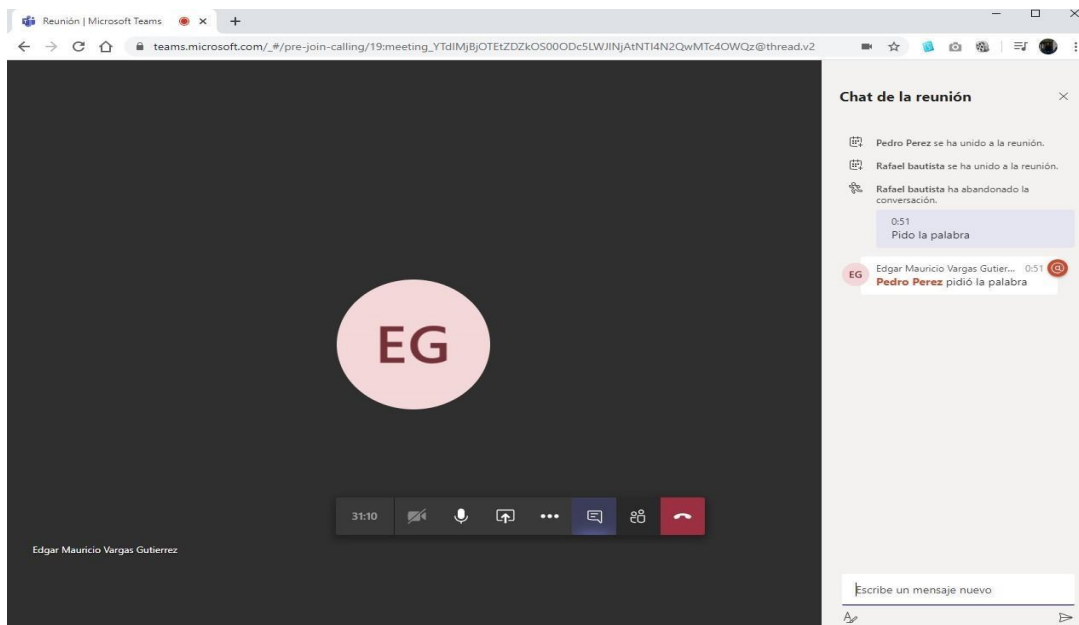 Reunión | Microsoft Teams
teams.microsoft.com/_#/pre-join-calling/19:meeting_YTdlMjBjOTEtZDZkOS00ODc5LWJlNjAtNTI4N2QwMTc4OWQz@thread.v2
Chat de la reunión
Pedro Perez se ha unido a la reunión.
Rafael bautista se ha unido a la reunión.
Rafael bautista ha abandonado la
conversación.
0:51
Pido la palabra
EG
Edgar Mauricio Vargas Gutier... 0:51
Pedro Perez pidió la palabra
EG
31:10
Edgar Mauricio Vargas Gutierrez
Escribe un mensaje nuevo